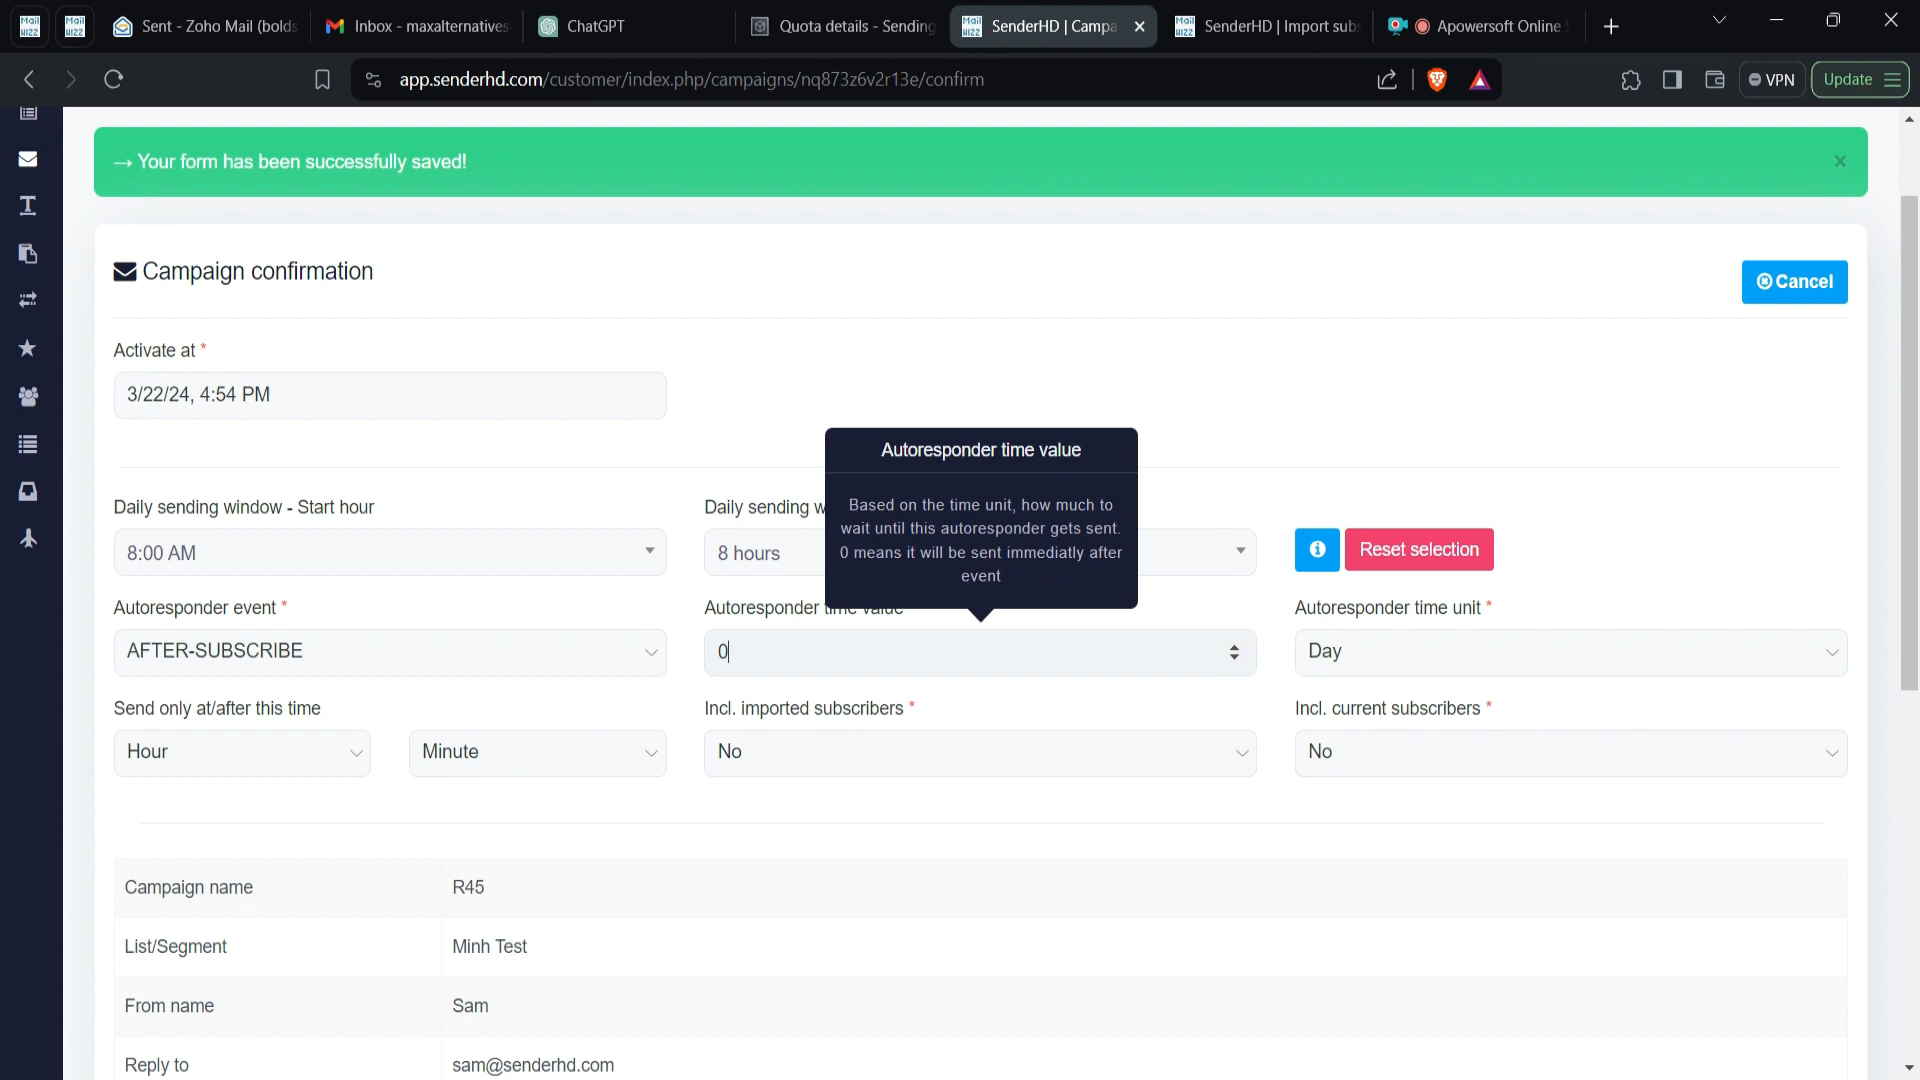 Sent - Zoho Mail (bolds
Inbox - maxalternatives
ChatGPT
Quota details - Sending
SenderHD | Campa
SenderHD | Import subs
Apowersoft Online
app.senderhd.com/customer/index.php/campaigns/nq873z6v2r13e/confirm
VPN
Update
→ Your form has been successfully saved!
×
Campaign confirmation
Cancel
Activate at *
3/22/24, 4:54 PM
Autoresponder time value
Based on the time unit, how much to
wait until this autoresponder gets sent.
0 means it will be sent immediatly after
event
Daily sending window - Start hour
Daily sending w
8:00 AM
8 hours
Reset selection
Autoresponder event *
Autoresponder time value
Autoresponder time unit *
AFTER-SUBSCRIBE
0
Day
Send only at/after this time
Incl. imported subscribers *
Incl. current subscribers *
Hour
Minute
No
No
Campaign name
R45
List/Segment
Minh Test
From name
Sam
Reply to
sam@senderhd.com